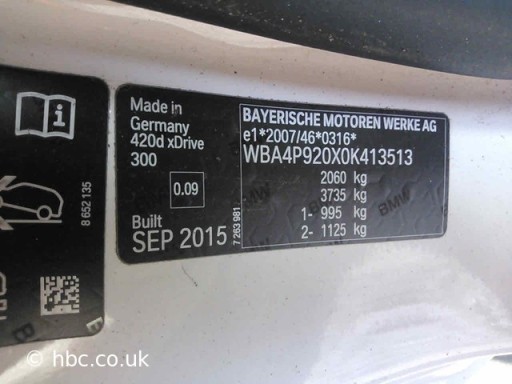 Made in
Germany
420d xDrive
300
0.09
Built
SEP 2015
7 263 981
BAYERISCHE MOTOREN WERKE AG
e1*2007/46*0316*
WBA4P920X0K413513
2060 kg
3735 kg
1- 995 kg
2- 1125 kg
8 652 135
BMW
© hbc.co.uk